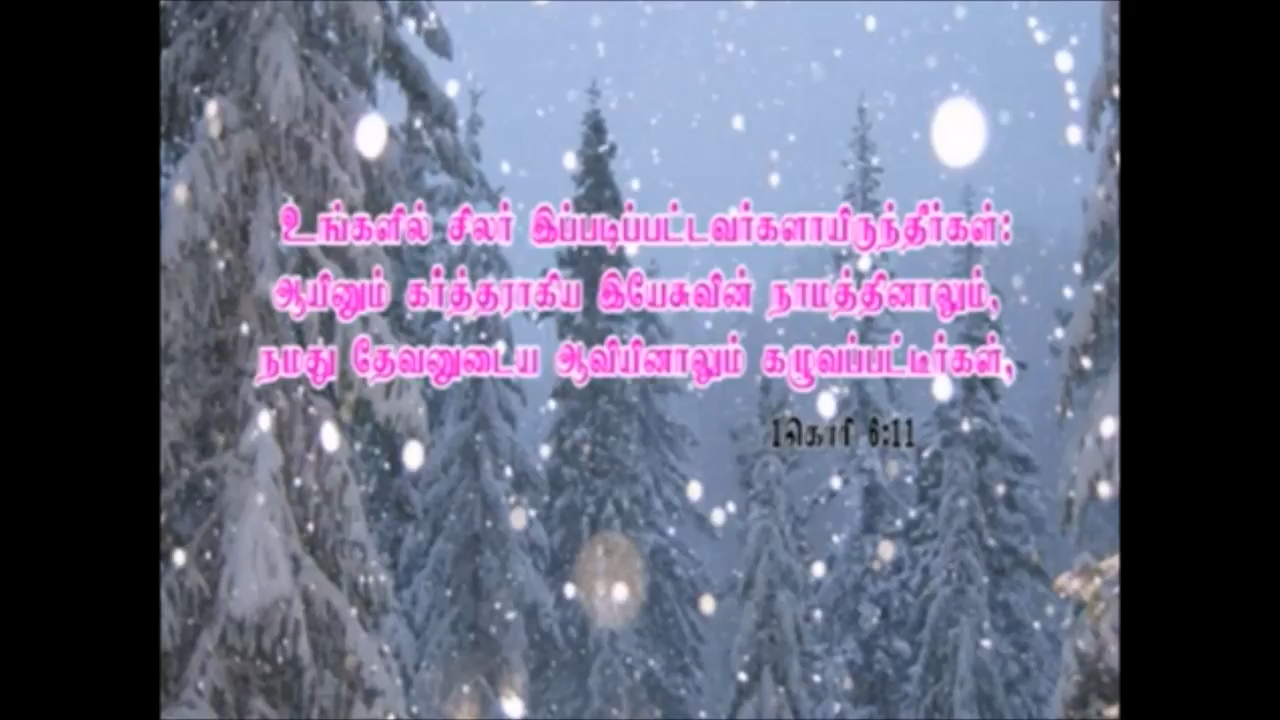 உங்களில் சிலர் இப்படிப்பட்டவர்களாயிருந்தீர்கள்:
ஆயினும் கர்த்தராகிய இயேசுவின் நாமத்தினாலும்,
நமது தேவனுடைய ஆவியினாலும் கழுவப்பட்டீர்கள்,
1கொரி 6:11